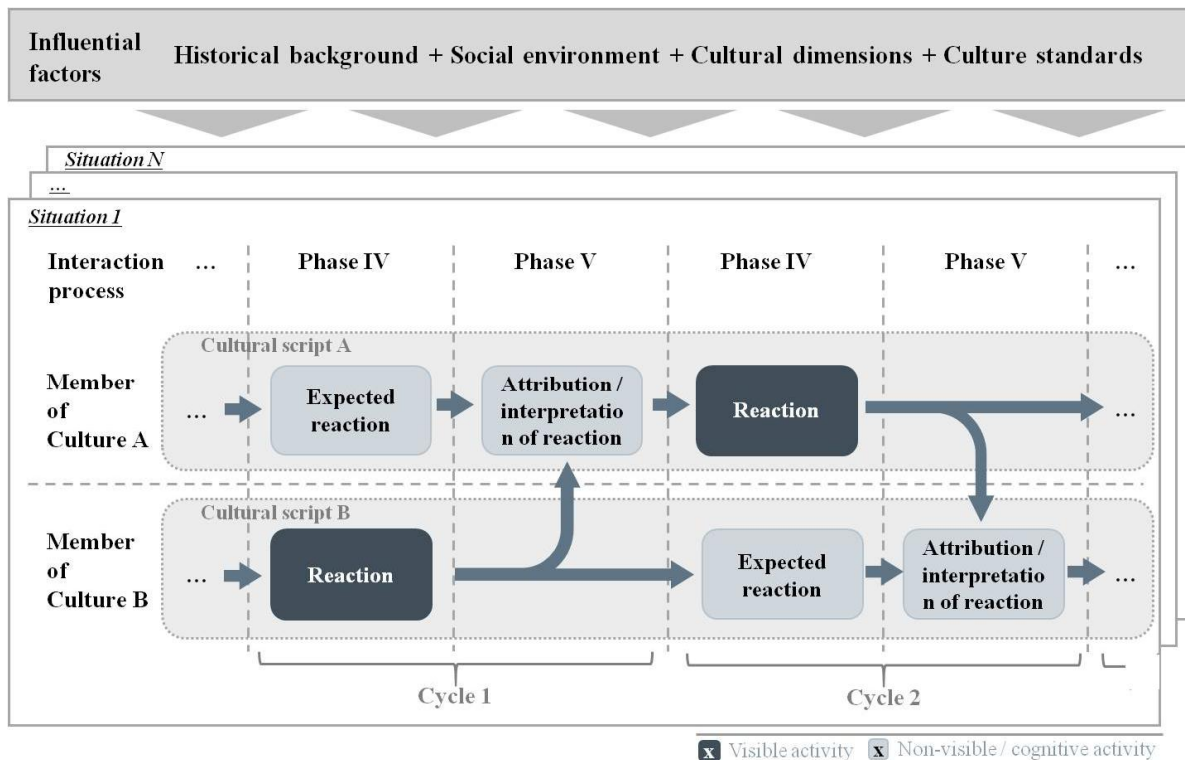 Influential
factors
Historical background + Social environment + Cultural dimensions + Culture standards
Situation N
...
Situation 1
Interaction
process
...
Phase IV
Phase V
Phase IV
Phase V
...
Cultural script A
Member
of
Culture A
...
Expected
reaction
Attribution /
interpretatio
n of reaction
Reaction
...
Cultural script B
Member
of
Culture B
...
Reaction
Expected
reaction
Attribution /
interpretatio
n of reaction
...
Cycle 1
Cycle 2
x Visible activity
x Non-visible / cognitive activity